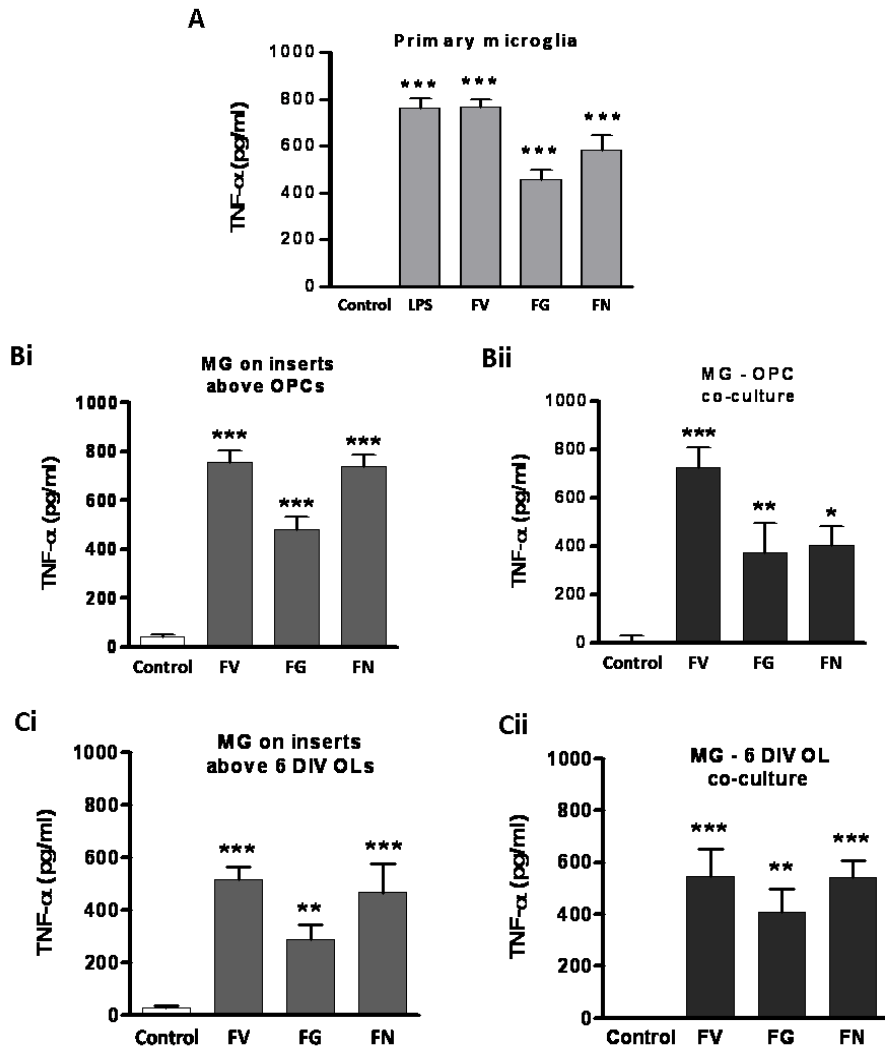 A
Primary microglia
TNF-α (pg/ml)
1000
800
600
400
200
0
*** *** *** ***
Control LPS FV FG FN
Bi
MG on inserts
above OPCs
TNF-α (pg/ml)
1000
800
600
400
200
0
*** *** ***
Control FV FG FN
Bii
MG - OPC
co-culture
TNF-α (pg/ml)
1000
800
600
400
200
0
*** ** *
Control FV FG FN
Ci
MG on inserts
above 6 DIV OLs
TNF-α (pg/ml)
1000
800
600
400
200
0
*** ** ***
Control FV FG FN
Cii
MG - 6 DIV OL
co-culture
TNF-α (pg/ml)
1000
800
600
400
200
0
*** ** ***
Control FV FG FN